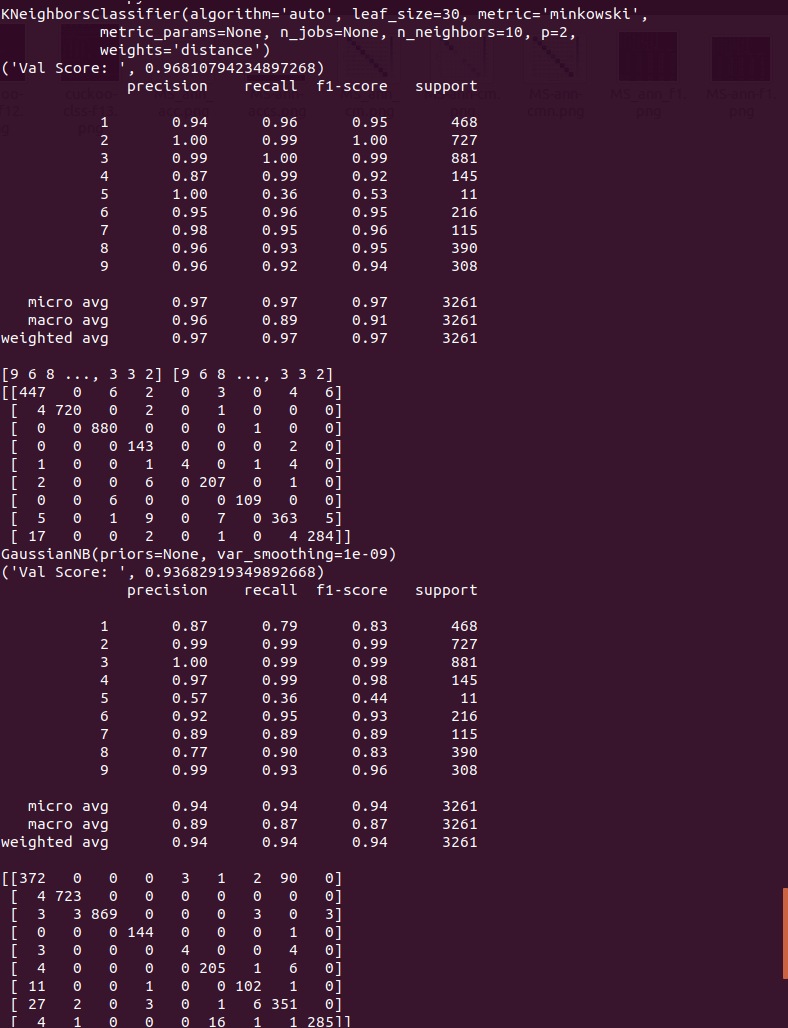 KNeighborsClassifier(algorithm='auto', leaf_size=30, metric='minkowski',
           metric_params=None, n_jobs=None, n_neighbors=10, p=2,
           weights='distance')
('Val Score: ', 0.96810794234897268)
              precision    recall  f1-score   support

           1       0.94      0.96      0.95       468
           2       1.00      0.99      1.00       727
           3       0.99      1.00      0.99       881
           4       0.87      0.99      0.92       145
           5       1.00      0.36      0.53        11
           6       0.95      0.96      0.95       216
           7       0.98      0.95      0.96       115
           8       0.96      0.93      0.95       390
           9       0.96      0.92      0.94       308

   micro avg       0.97      0.97      0.97      3261
   macro avg       0.96      0.89      0.91      3261
weighted avg       0.97      0.97      0.97      3261

[9 6 8 ..., 3 3 2] [9 6 8 ..., 3 3 2]
[[447   0   6   2   0   3   0   4   6]
 [  4 720   0   2   0   1   0   0   0]
 [  0   0 880   0   0   0   1   0   0]
 [  0   0   0 143   0   0   0   2   0]
 [  1   0   0   1   4   0   1   4   0]
 [  2   0   0   6   0 207   0   1   0]
 [  0   0   6   0   0   0 109   0   0]
 [  5   0   1   9   0   7   0 363   5]
 [ 17   0   0   2   0   1   0   4 284]]
GaussianNB(priors=None, var_smoothing=1e-09)
('Val Score: ', 0.93682919349892668)
              precision    recall  f1-score   support

           1       0.87      0.79      0.83       468
           2       0.99      0.99      0.99       727
           3       1.00      0.99      0.99       881
           4       0.97      0.99      0.98       145
           5       0.57      0.36      0.44        11
           6       0.92      0.95      0.93       216
           7       0.89      0.89      0.89       115
           8       0.77      0.90      0.83       390
           9       0.99      0.93      0.96       308

   micro avg       0.94      0.94      0.94      3261
   macro avg       0.89      0.87      0.87      3261
weighted avg       0.94      0.94      0.94      3261

[[372   0   0   0   3   1   2  90   0]
 [  4 723   0   0   0   0   0   0   0]
 [  3   3 869   0   0   0   3   0   3]
 [  0   0   0 144   0   0   0   1   0]
 [  3   0   0   0   4   0   0   4   0]
 [  4   0   0   0   0 205   1   6   0]
 [ 11   0   0   1   0   0 102   1   0]
 [ 27   2   0   3   0   1   6 351   0]
 [  4   1   0   0   0  16   1   1 285]]